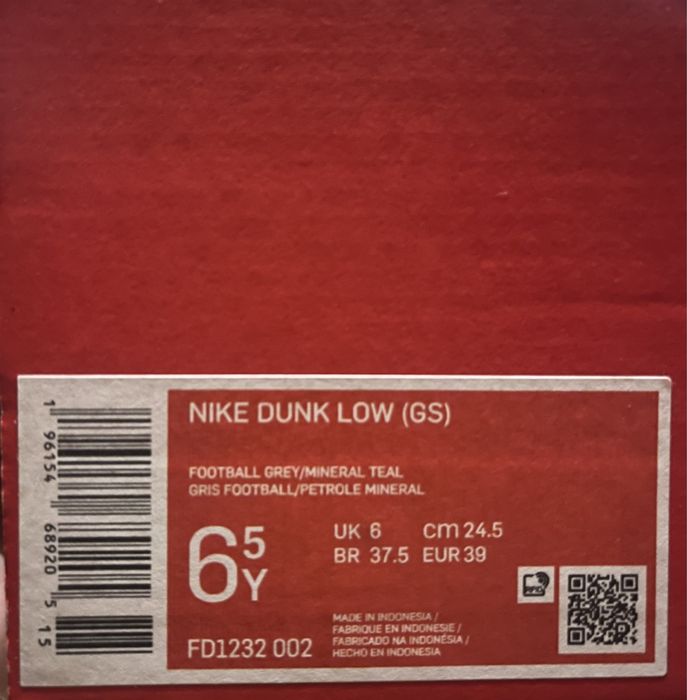 NIKE DUNK LOW (GS)
FOOTBALL GREY/MINERAL TEAL
GRIS FOOTBALL/PETROLE MINERAL
65Y
UK 6 cm 24.5
BR 37.5 EUR 39
FD1232 002
MADE IN INDONESIA /
FABRIQUE EN INDONESIE /
FABRICADO NA INDONÉSIA /
HECHO EN INDONESIA
1 96154 68920 5 15